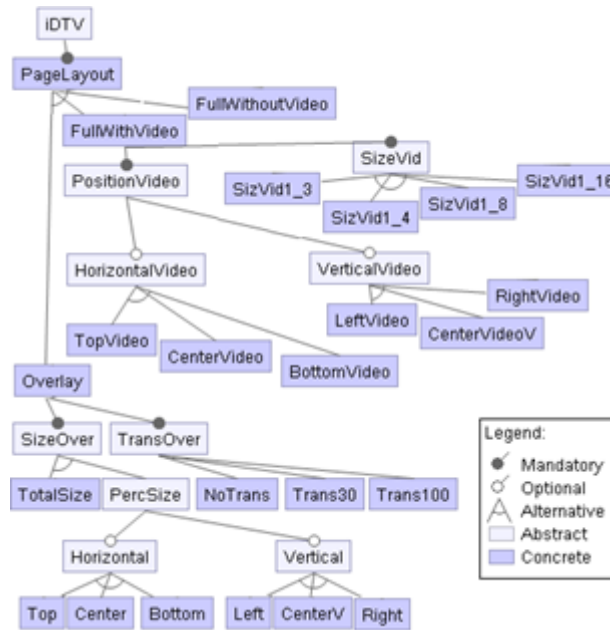 iDTV
PageLayout
FullWithoutVideo
FullWithVideo
SizeVid
PositionVideo
SizVid1_3
SizVid1_4
SizVid1_8
SizVid1_16
HorizontalVideo
VerticalVideo
RightVideo
LeftVideo
CenterVideoV
TopVideo
CenterVideo
BottomVideo
Overlay
SizeOver
TransOver
TotalSize
PercSize
NoTrans
Trans30
Trans100
Horizontal
Vertical
Top
Center
Bottom
Left
CenterV
Right
Legend:
Mandatory
Optional
Alternative
Abstract
Concrete